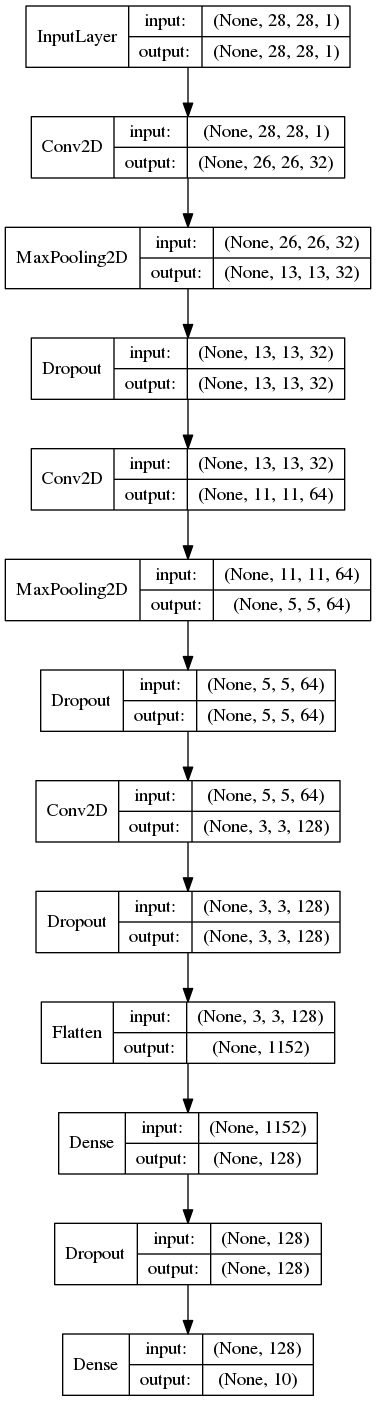 InputLayer
input: (None, 28, 28, 1)
output: (None, 28, 28, 1)
Conv2D
input: (None, 28, 28, 1)
output: (None, 26, 26, 32)
MaxPooling2D
input: (None, 26, 26, 32)
output: (None, 13, 13, 32)
Dropout
input: (None, 13, 13, 32)
output: (None, 13, 13, 32)
Conv2D
input: (None, 13, 13, 32)
output: (None, 11, 11, 64)
MaxPooling2D
input: (None, 11, 11, 64)
output: (None, 5, 5, 64)
Dropout
input: (None, 5, 5, 64)
output: (None, 5, 5, 64)
Conv2D
input: (None, 5, 5, 64)
output: (None, 3, 3, 128)
Dropout
input: (None, 3, 3, 128)
output: (None, 3, 3, 128)
Flatten
input: (None, 3, 3, 128)
output: (None, 1152)
Dense
input: (None, 1152)
output: (None, 128)
Dropout
input: (None, 128)
output: (None, 128)
Dense
input: (None, 128)
output: (None, 10)